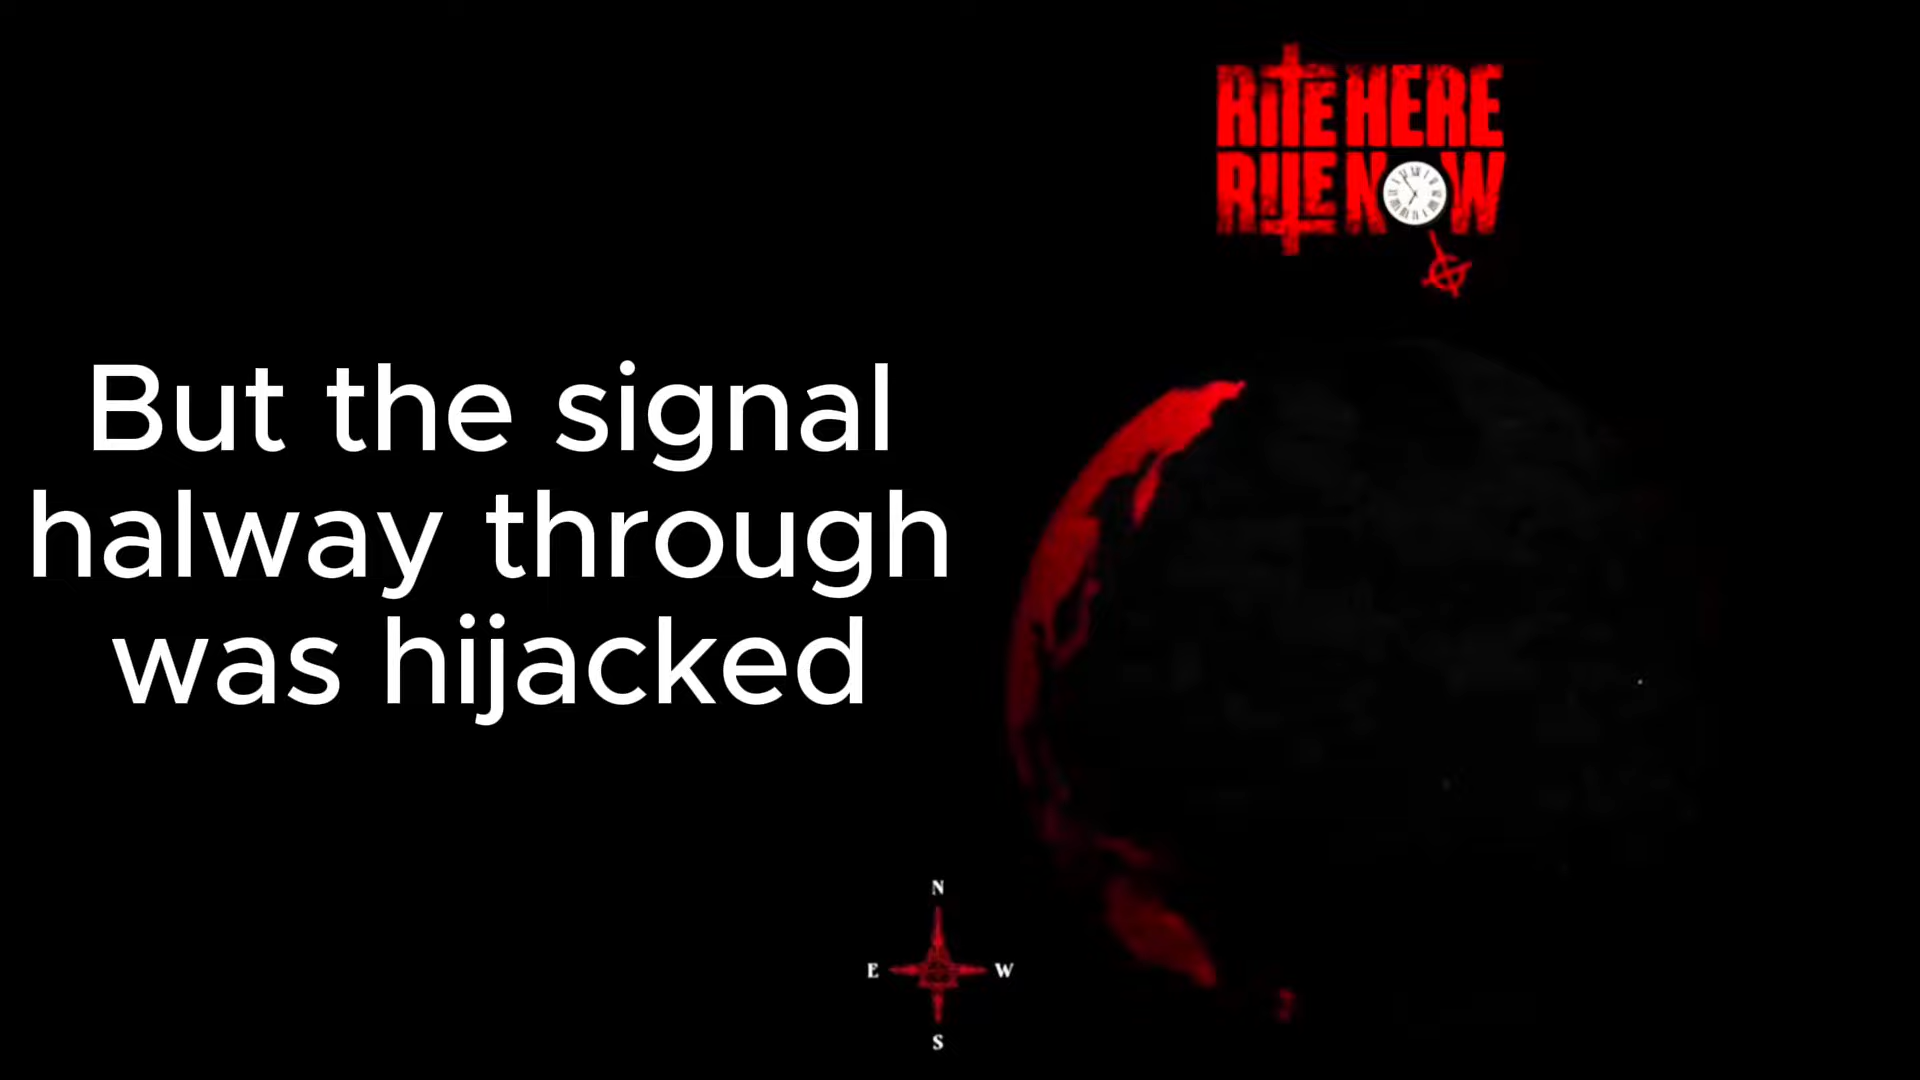 RITE HERE
RITE NOW
But the signal
halway through
was hijacked
N
E W
S